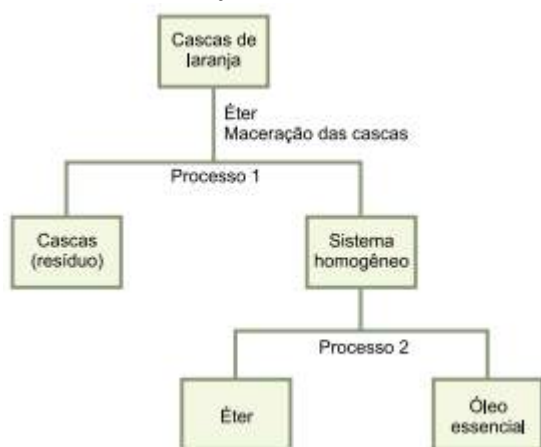 Cascas de
laranja
Éter
Maceração das cascas
Processo 1
Cascas
(resíduo)
Sistema
homogêneo
Processo 2
Éter
Óleo
essencial